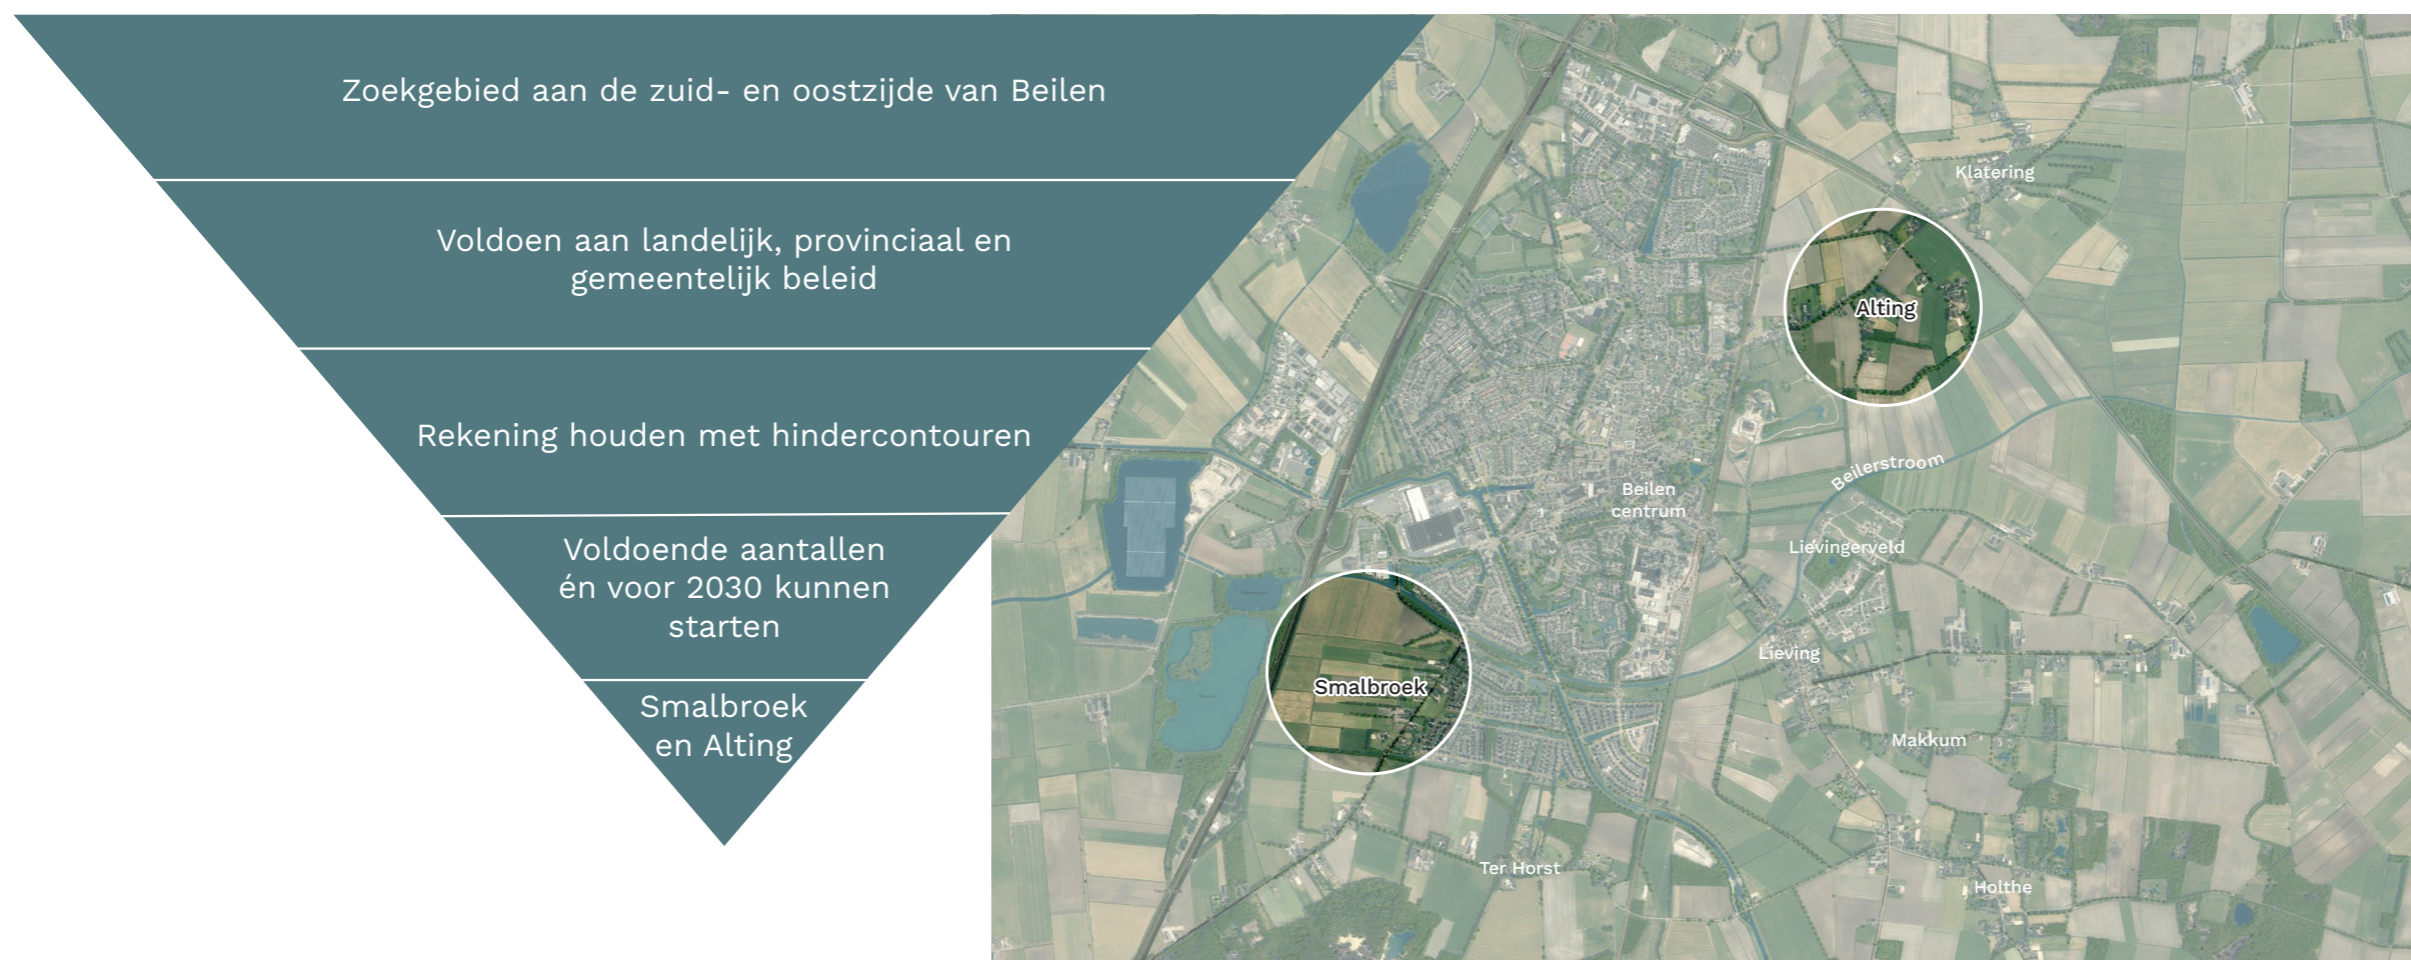 Zoekgebied aan de zuid- en oostzijde van Beilen
Voldoen aan landelijk, provinciaal en
gemeentelijk beleid
Rekening houden met hindercontouren
Voldoende aantallen
én voor 2030 kunnen
starten
Smalbroek
en Alting
Klatering
Alting
Beilerstroom
Beilen
centrum
Lievingerveld
Lieving
Smalbroek
Makkum
Ter Horst
Holthe